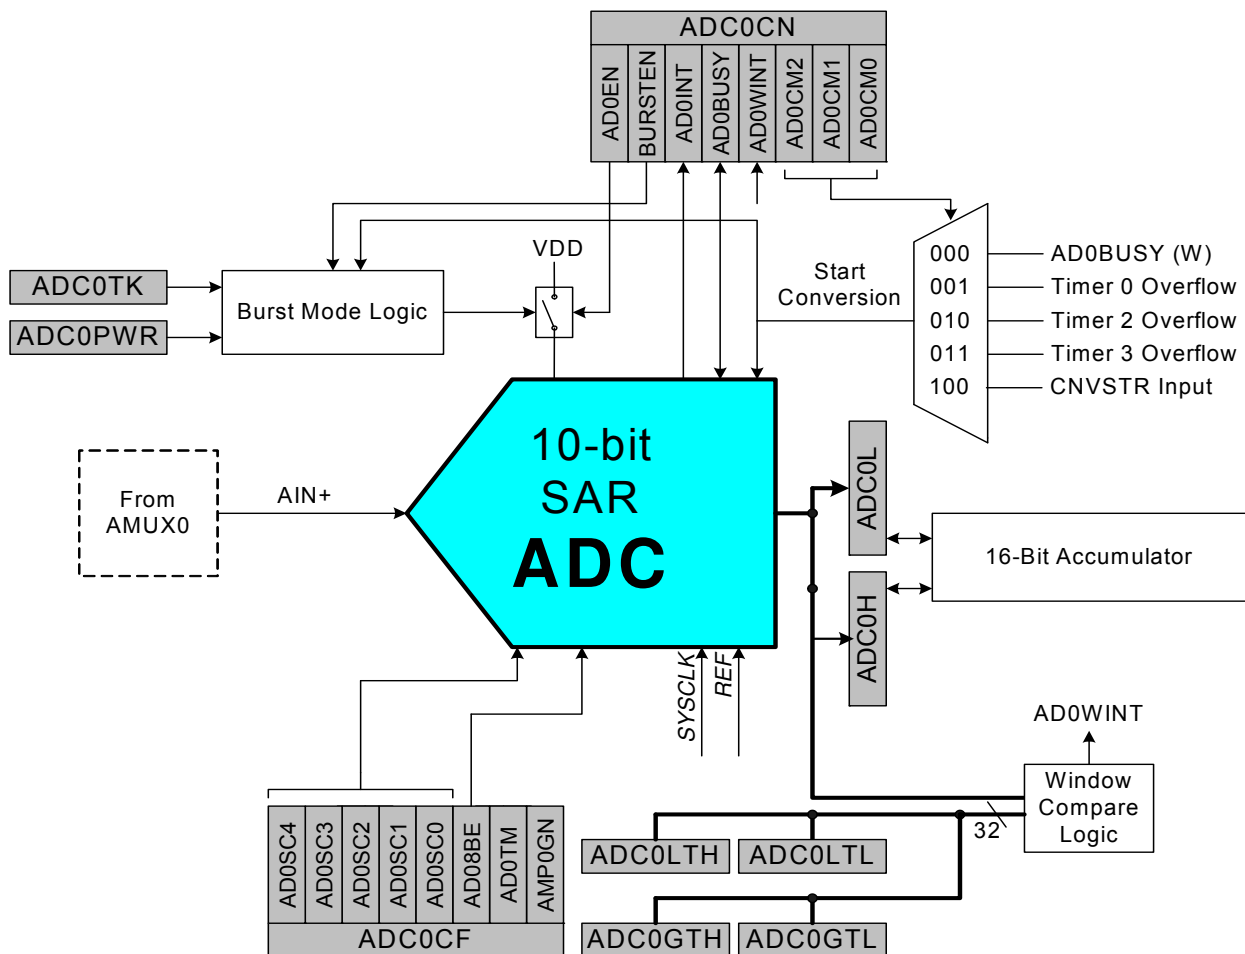 ADC0CN
AD0EN
BURSTEN
AD0INT
AD0BUSY
AD0WINT
AD0CM2
AD0CM1
AD0CM0
VDD
ADC0TK
ADC0PWR
Burst Mode Logic
Start
Conversion
000
001
010
011
100
AD0BUSY (W)
Timer 0 Overflow
Timer 2 Overflow
Timer 3 Overflow
CNVSTR Input
From
AMUX0
AIN+
10-bit
SAR
ADC
ADC0L
ADC0H
16-Bit Accumulator
SYSCLK
REF
AD0WINT
Window
Compare
Logic
32
ADC0LTH
ADC0LTL
ADC0GTH
ADC0GTL
AD0SC4
AD0SC3
AD0SC2
AD0SC1
AD0SC0
AD08BE
AD0TM
AMP0GN
ADC0CF